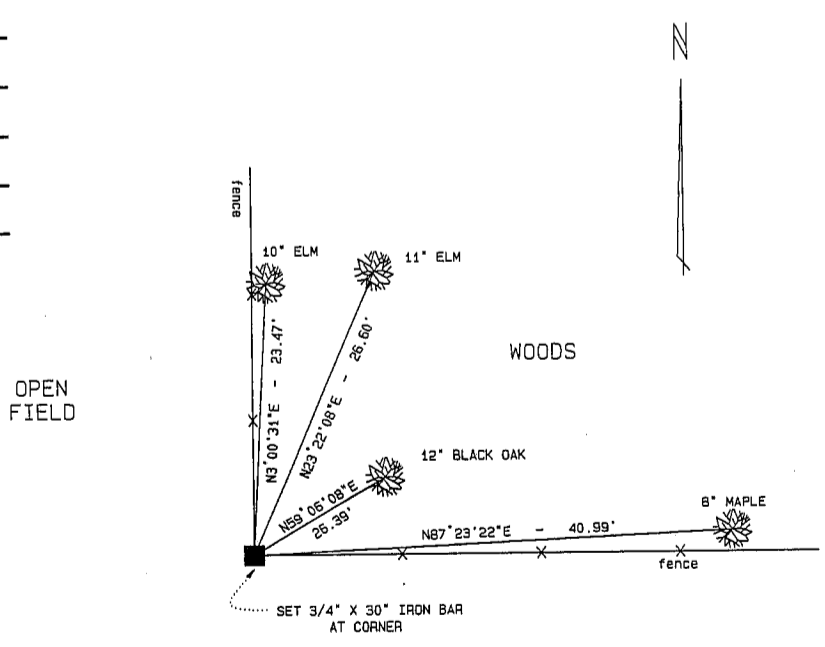 N
fence
10" ELM
11" ELM
N3°00'31"E - 23.47'
N23°22'08"E - 26.60'
WOODS
OPEN
FIELD
12" BLACK OAK
N59°06'08"E
26.39'
8" MAPLE
N87°23'22"E - 40.99'
fence
SET 3/4" X 30" IRON BAR
AT CORNER